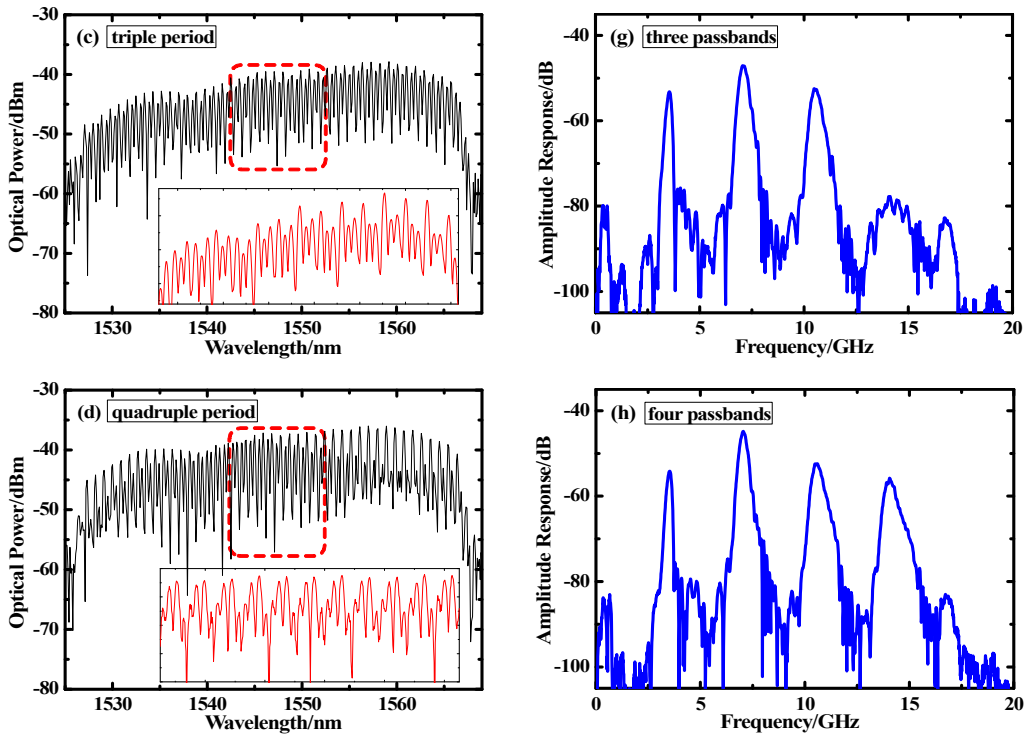 (c) triple period
-30
-40
-50
-60
-70
-80
Optical Power/dBm
1530 1540 1550 1560
Wavelength/nm
(g) three passbands
-40
-60
-80
-100
Amplitude Response/dB
0 5 10 15 20
Frequency/GHz
(d) quadruple period
-30
-40
-50
-60
-70
-80
Optical Power/dBm
1530 1540 1550 1560
Wavelength/nm
(h) four passbands
-40
-60
-80
-100
Amplitude Response/dB
0 5 10 15 20
Frequency/GHz